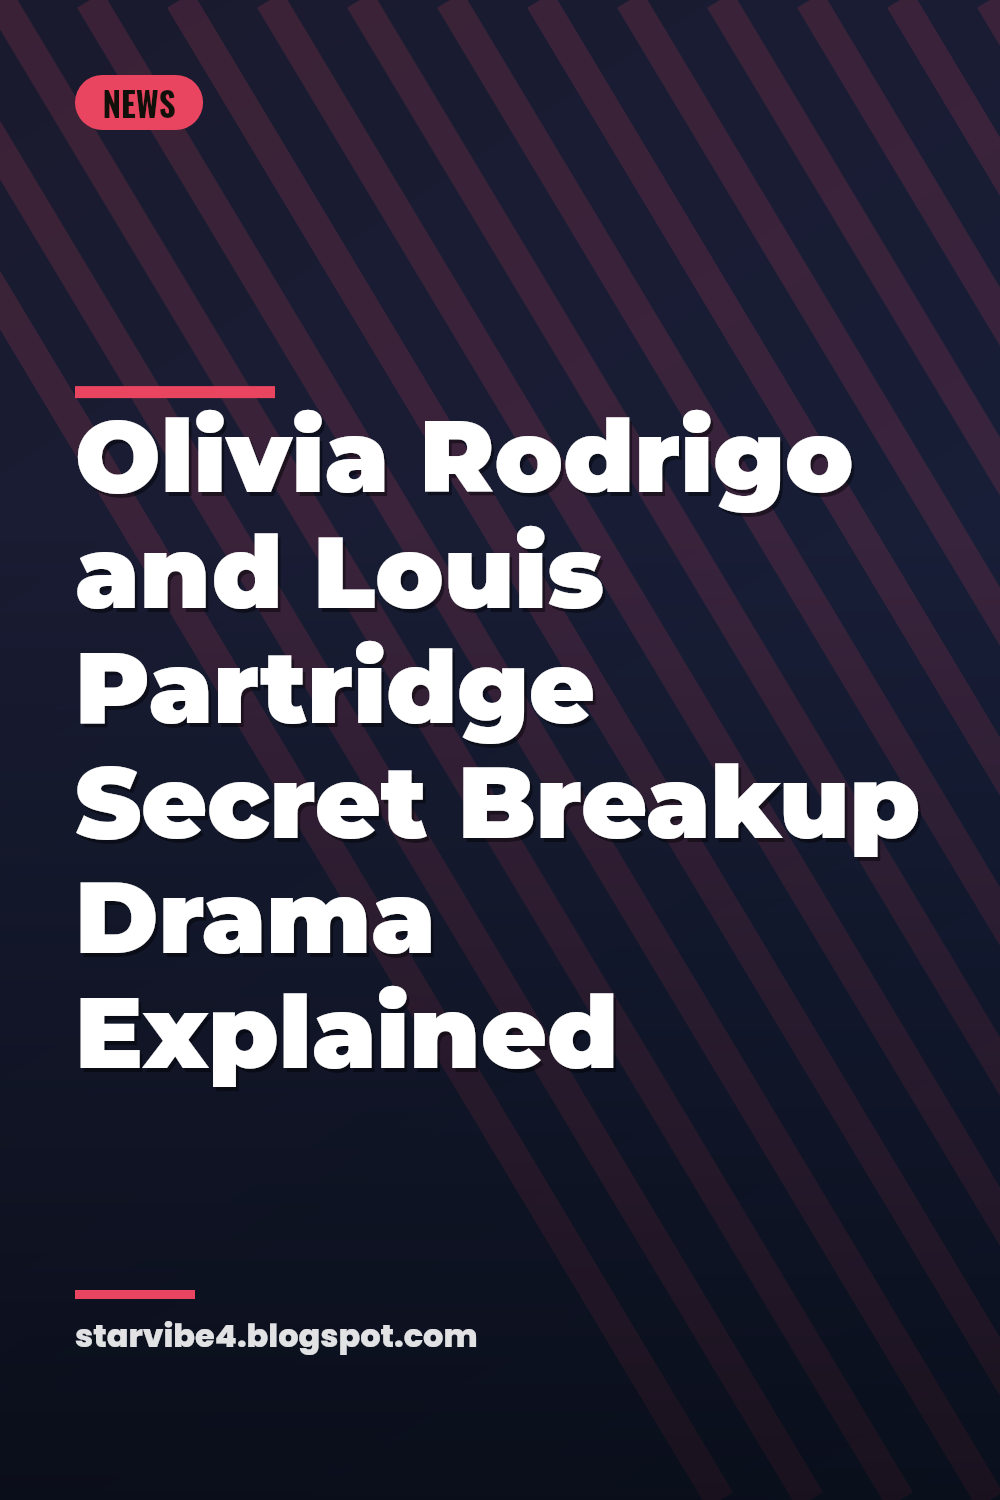 NEWS
Olivia Rodrigo
and Louis
Partridge
Secret Breakup
Drama
Explained
starvibe4.blogspot.com